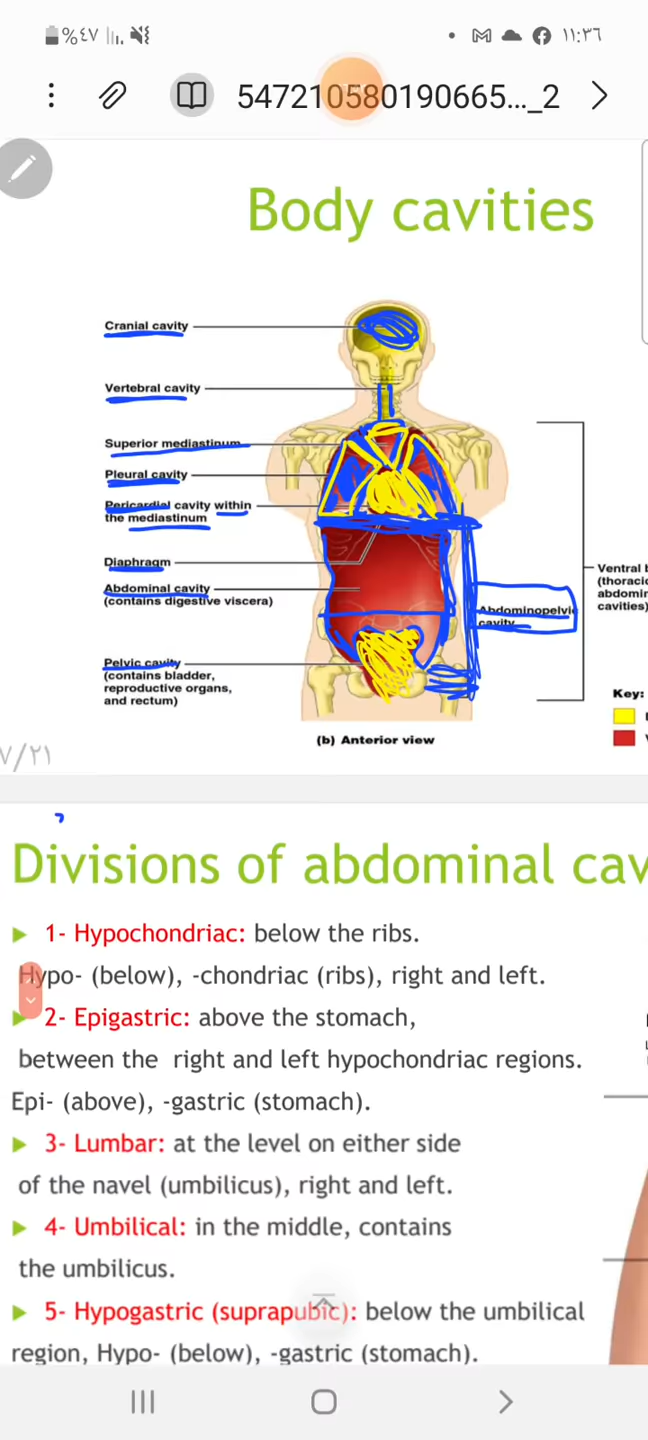 %٤٧
١١:٣٦
547210580190665..._2
Body cavities
Cranial cavity
Vertebral cavity
Superior mediastinum
Pleural cavity
Pericardial cavity within
the mediastinum
Diaphragm
Abdominal cavity
(contains digestive viscera)
Pelvic cavity
(contains bladder,
reproductive organs,
and rectum)
Abdominopelvic
cavity
Ventral
(thoracic
cavities)
Key:
(b) Anterior view
٧/٢١
Divisions of abdominal cav
1- Hypochondriac: below the ribs.
Hypo- (below), -chondriac (ribs), right and left.
2- Epigastric: above the stomach,
between the right and left hypochondriac regions.
Epi- (above), -gastric (stomach).
3- Lumbar: at the level on either side
of the navel (umbilicus), right and left.
4- Umbilical: in the middle, contains
the umbilicus.
5- Hypogastric (suprapubic): below the umbilical
region, Hypo- (below), -gastric (stomach).